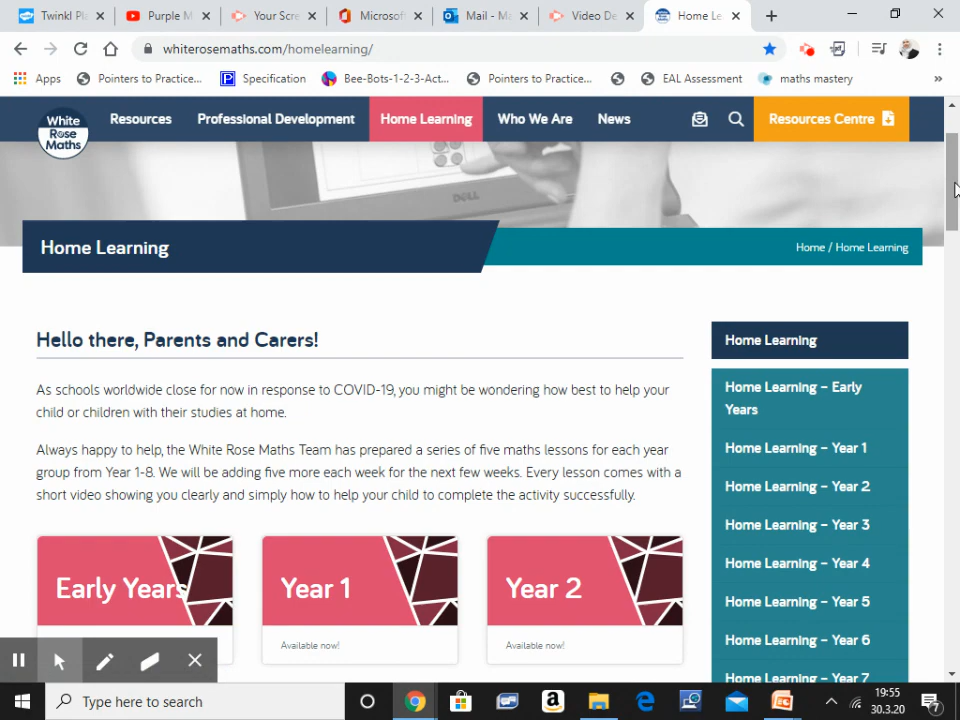 Twinkl Pl
Purple M
Your Scre
Microsoft
Mail - M
Video De
Home Le
whiterosemaths.com/homelearning/
Apps
Pointers to Practice...
Specification
Bee-Bots-1-2-3-Act...
Pointers to Practice...
EAL Assessment
maths mastery
»
White
Rose
Maths
Resources
Professional Development
Home Learning
Who We Are
News
Resources Centre
DELL
Home Learning
Home / Home Learning
Hello there, Parents and Carers!
As schools worldwide close for now in response to COVID-19, you might be wondering how best to help your
child or children with their studies at home.
Always happy to help, the White Rose Maths Team has prepared a series of five maths lessons for each year
group from Year 1-8. We will be adding five more each week for the next few weeks. Every lesson comes with a
short video showing you clearly and simply how to help your child to complete the activity successfully.
Early Years
Year 1
Available now!
Year 2
Available now!
Home Learning
Home Learning – Early
Years
Home Learning – Year 1
Home Learning – Year 2
Home Learning – Year 3
Home Learning – Year 4
Home Learning – Year 5
Home Learning – Year 6
Home Learning – Year 7
Type here to search
19:55
30.3.20
7